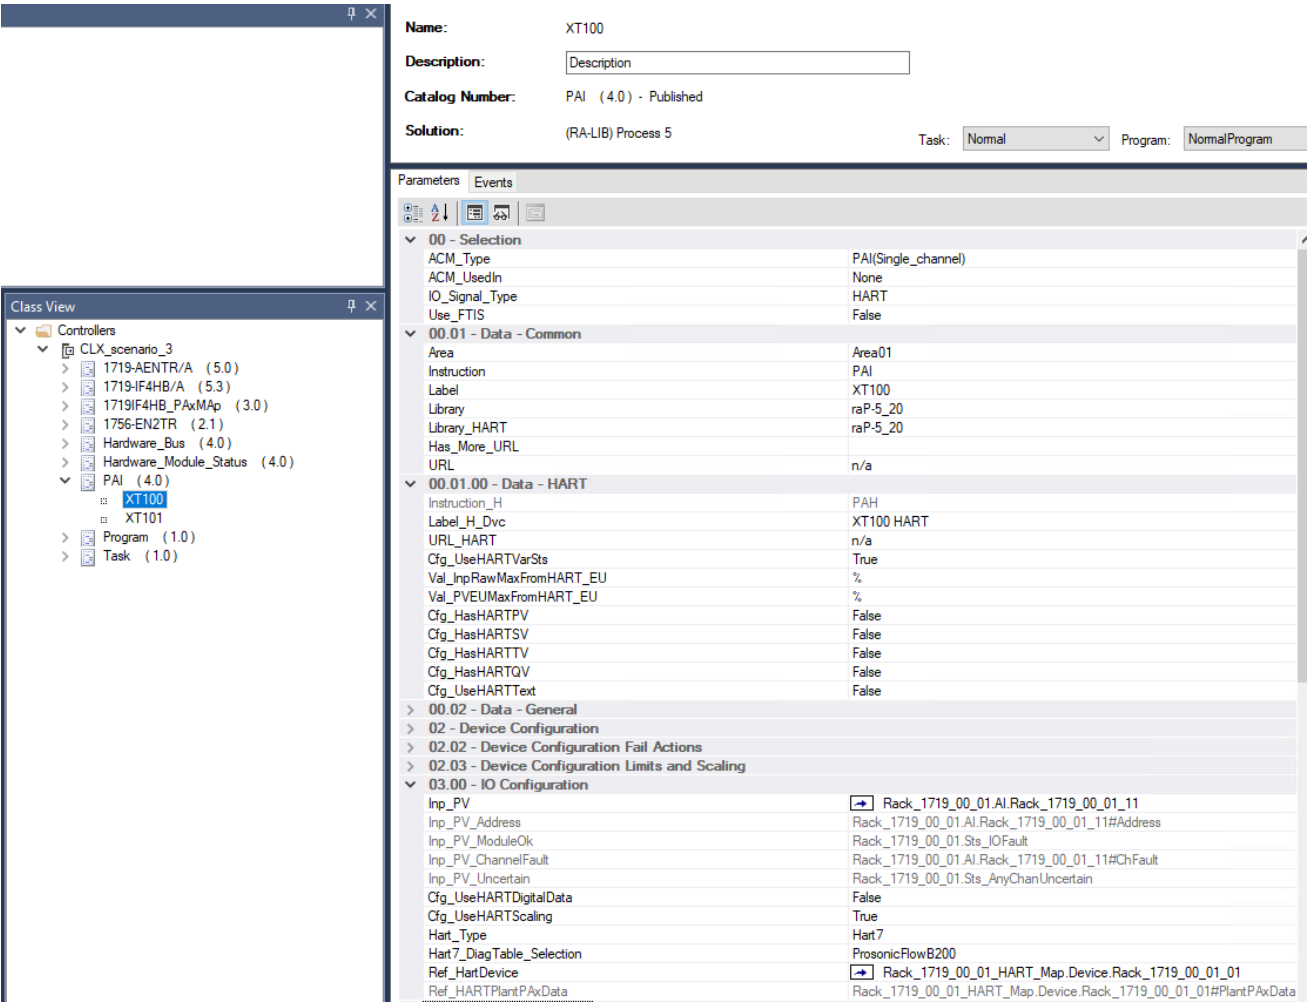 Name: XT100
Description: Description
Catalog Number: PAI (4.0) - Published
Solution: (RA-LIB) Process 5
Task: Normal Program: NormalProgram
Parameters Events
00 - Selection
ACM_Type PAI(Single_channel)
ACM_UsedIn None
IO_Signal_Type HART
Use_FTIS False
00.01 - Data - Common
Area Area01
Instruction PAI
Label XT100
Library raP-5_20
Library_HART raP-5_20
Has_More_URL
URL n/a
00.01.00 - Data - HART
Instruction_H PAH
Label_H_Dvc XT100 HART
URL_HART n/a
Cfg_UseHARTVarSts True
Val_InpRawMaxFromHART_EU %
Val_PVEUMaxFromHART_EU %
Cfg_HasHARTPV False
Cfg_HasHARTSV False
Cfg_HasHARTTV False
Cfg_HasHARTQV False
Cfg_UseHARTText False
00.02 - Data - General
02 - Device Configuration
02.02 - Device Configuration Fail Actions
02.03 - Device Configuration Limits and Scaling
03.00 - IO Configuration
Inp_PV Rack_1719_00_01.AI.Rack_1719_00_01_11
Inp_PV_Address Rack_1719_00_01.AI.Rack_1719_00_01_11#Address
Inp_PV_ModuleOk Rack_1719_00_01.Sts_IOFault
Inp_PV_ChannelFault Rack_1719_00_01.AI.Rack_1719_00_01_11#ChFault
Inp_PV_Uncertain Rack_1719_00_01.Sts_AnyChanUncertain
Cfg_UseHARTDigitalData False
Cfg_UseHARTScaling True
Hart_Type Hart7
Hart7_DiagTable_Selection ProsonicFlowB200
Ref_HartDevice Rack_1719_00_01_HART_Map.Device.Rack_1719_00_01_01
Ref_HARTPlantPAxData Rack_1719_00_01_HART_Map.Device.Rack_1719_00_01_01#PlantPAxData
Class View
Controllers
CLX_scenario_3
1719-AENTR/A (5.0)
1719-IF4HB/A (5.3)
1719IF4HB_PAxMAp (3.0)
1756-EN2TR (2.1)
Hardware_Bus (4.0)
Hardware_Module_Status (4.0)
PAI (4.0)
XT100
XT101
Program (1.0)
Task (1.0)